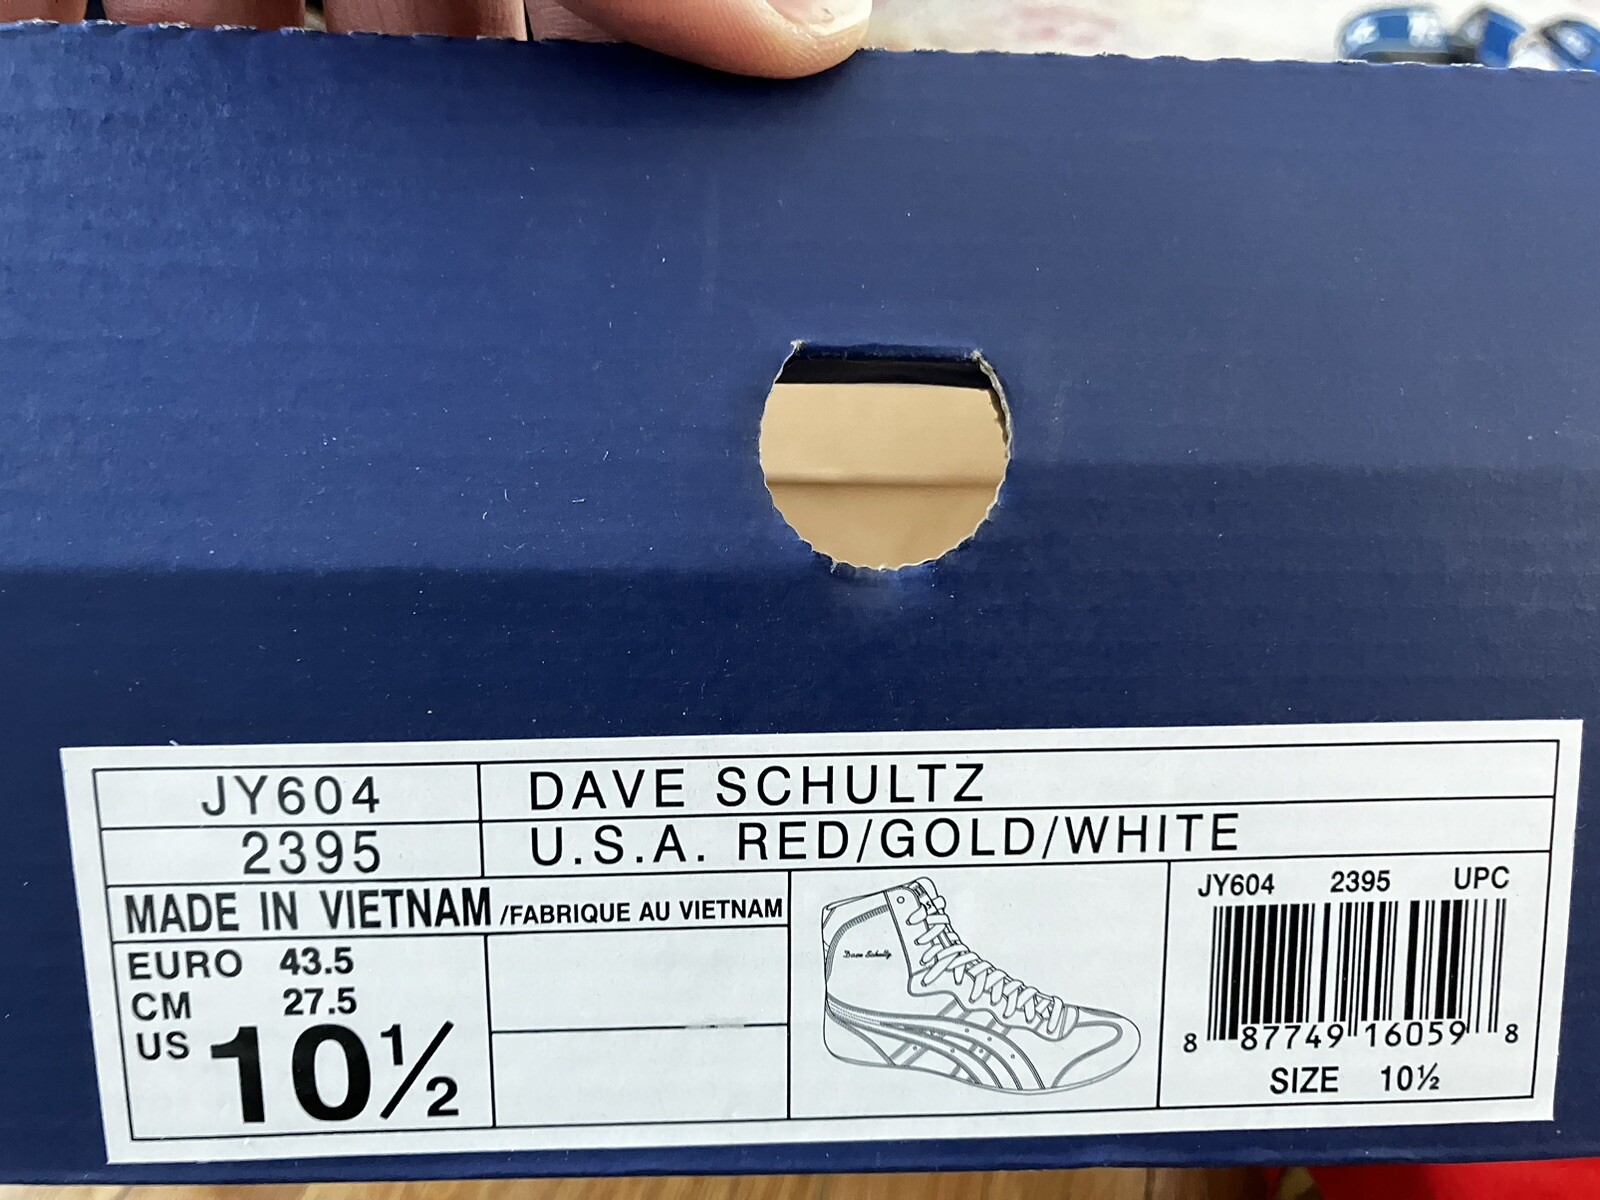 JY604
DAVE SCHULTZ
2395
U.S.A. RED/GOLD/WHITE
MADE IN VIETNAM /FABRIQUE AU VIETNAM
EURO 43.5
CM 27.5
US 10½
Dave Schultz
JY604 2395 UPC
8 87749 16059 8
SIZE 10½